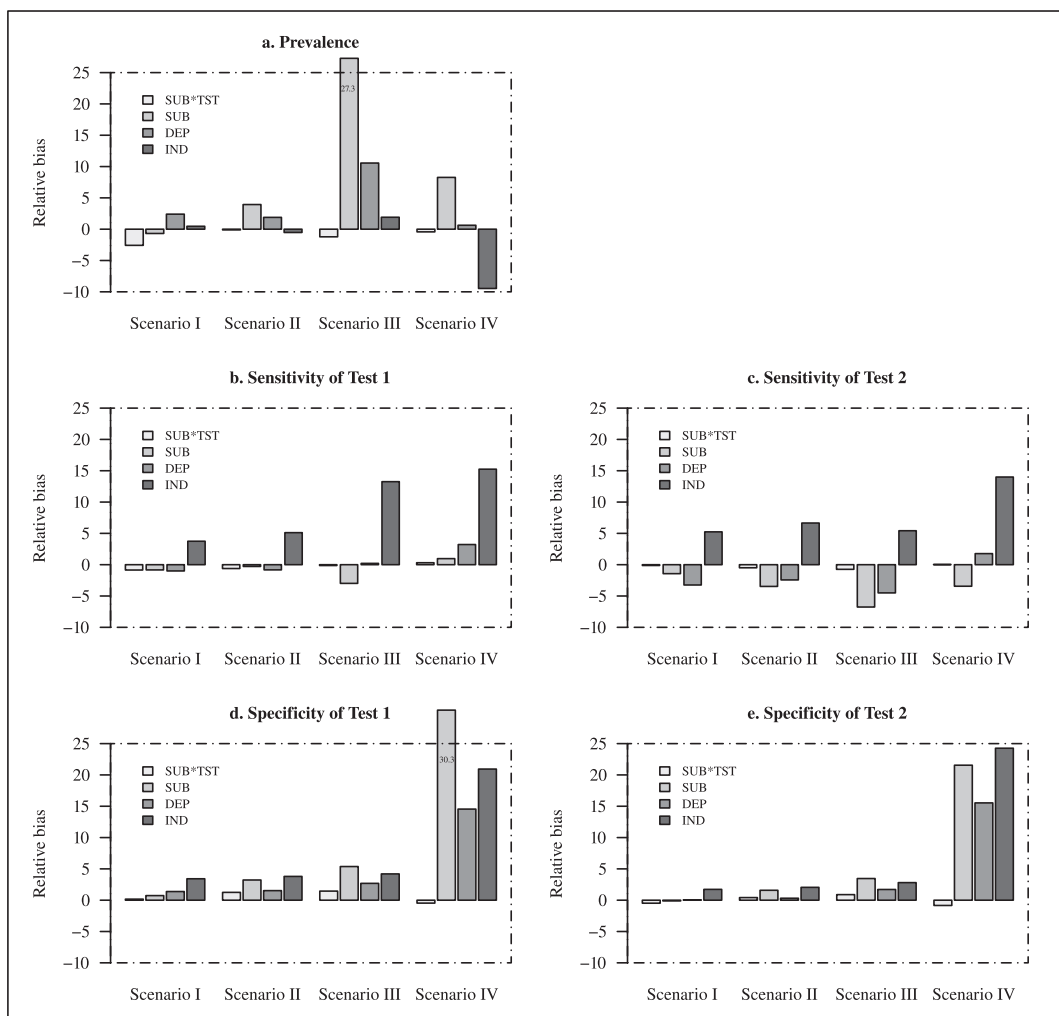 a. Prevalence
25
20
15
10
5
0
−5
−10
Relative bias
SUB*TST
SUB
DEP
IND
27.3
Scenario I Scenario II Scenario III Scenario IV
b. Sensitivity of Test 1
25
20
15
10
5
0
−5
−10
Relative bias
SUB*TST
SUB
DEP
IND
Scenario I Scenario II Scenario III Scenario IV
c. Sensitivity of Test 2
25
20
15
10
5
0
−5
−10
Relative bias
SUB*TST
SUB
DEP
IND
Scenario I Scenario II Scenario III Scenario IV
d. Specificity of Test 1
25
20
15
10
5
0
−5
−10
Relative bias
SUB*TST
SUB
DEP
IND
30.3
Scenario I Scenario II Scenario III Scenario IV
e. Specificity of Test 2
25
20
15
10
5
0
−5
−10
Relative bias
SUB*TST
SUB
DEP
IND
Scenario I Scenario II Scenario III Scenario IV